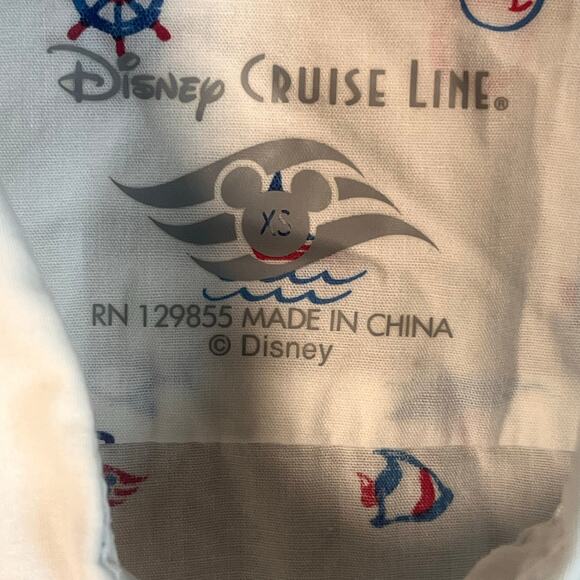 Disney Cruise Line®
XS
RN 129855 MADE IN CHINA
© Disney